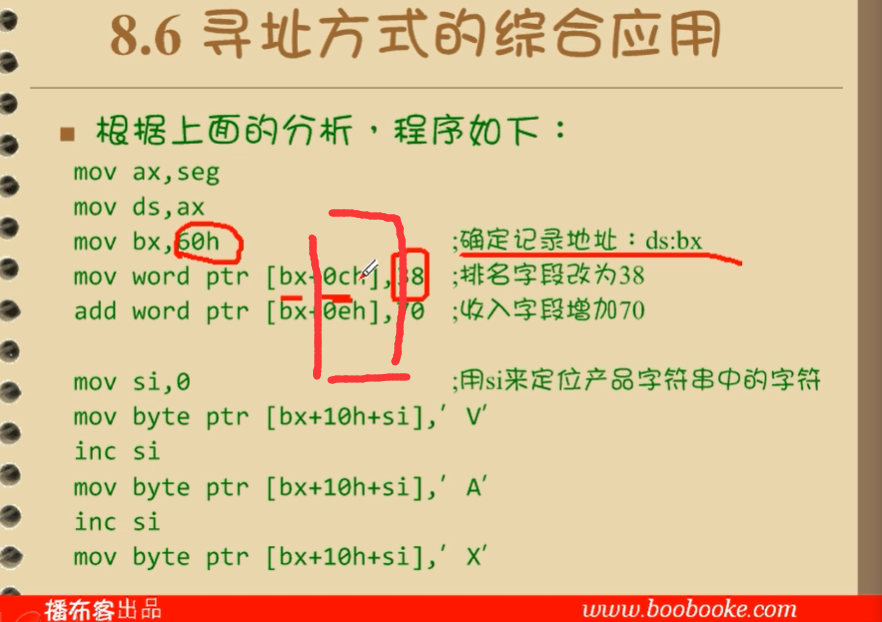 8.6 寻址方式的综合应用
■ 根据上面的分析，程序如下：
mov ax,seg
mov ds,ax
mov bx,60h ;确定记录地址：ds:bx
mov word ptr [bx+0ch],38 ;排名字段改为38
add word ptr [bx+0eh],70 ;收入字段增加70
mov si,0 ;用si来定位产品字符串中的字符
mov byte ptr [bx+10h+si],′ V′
inc si
mov byte ptr [bx+10h+si],′ A′
inc si
mov byte ptr [bx+10h+si],′ X′
播布客出品 www.boobooke.com